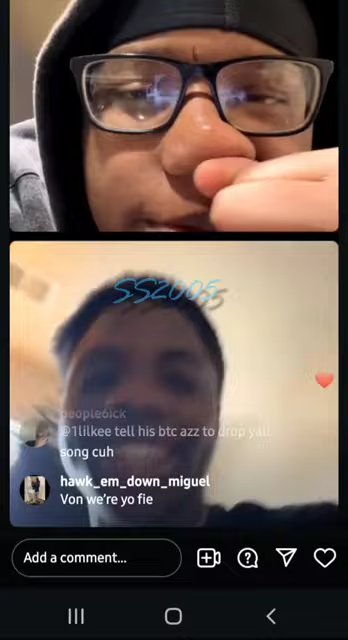 SS2005
people6ick
@1lilkee tell his btc azz to drop yall
song cuh
hawk_em_down_miguel
Von we're yo fie
Add a comment...